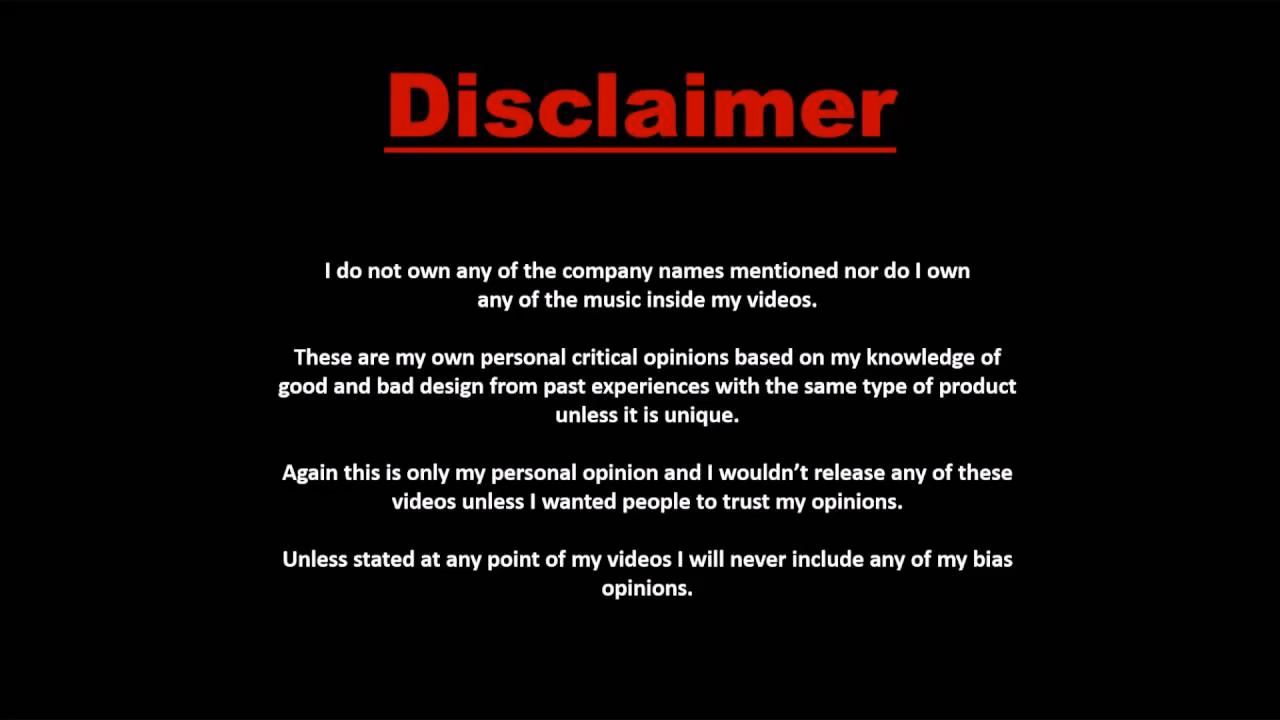 Disclaimer
I do not own any of the company names mentioned nor do I own
any of the music inside my videos.
These are my own personal critical opinions based on my knowledge of
good and bad design from past experiences with the same type of product
unless it is unique.
Again this is only my personal opinion and I wouldn’t release any of these
videos unless I wanted people to trust my opinions.
Unless stated at any point of my videos I will never include any of my bias
opinions.